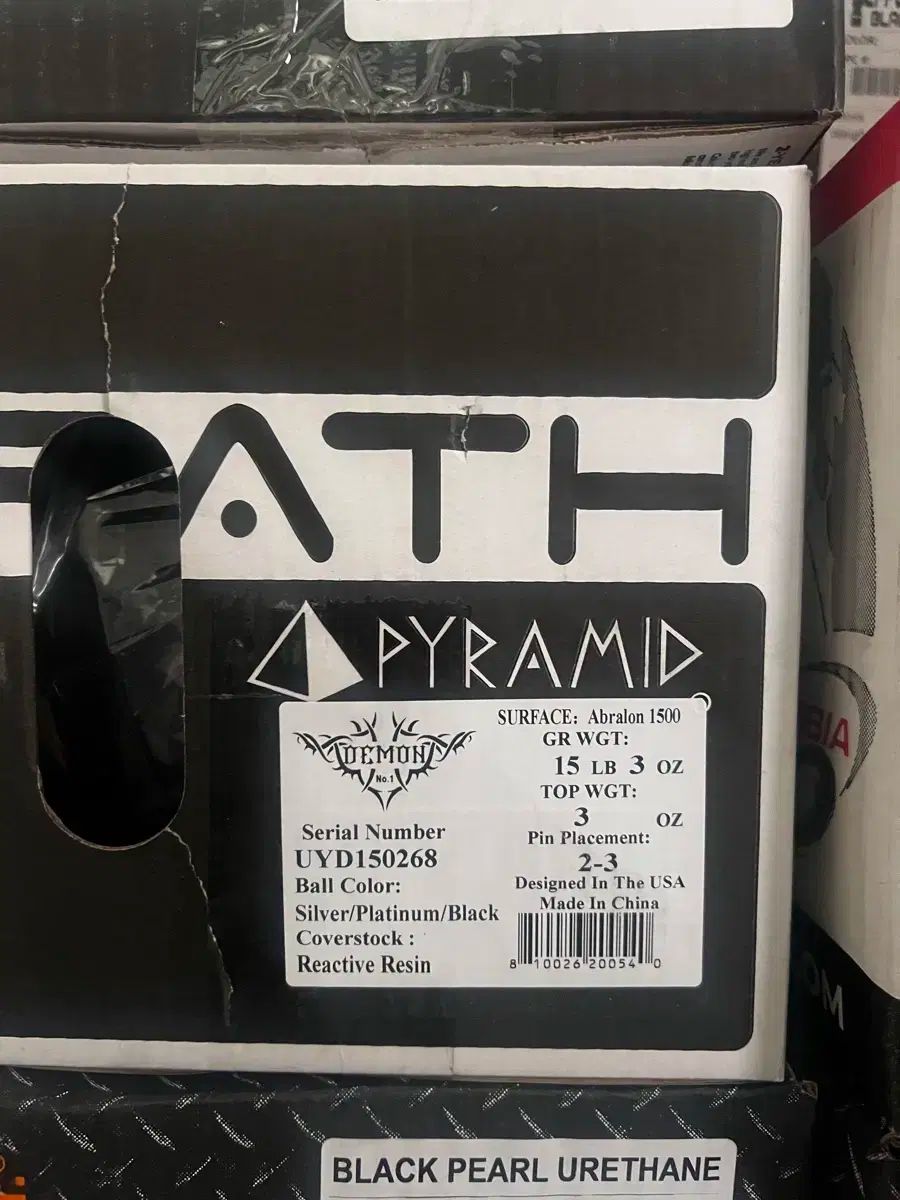 ATH
PYRAMID
DEMON
No.1
SURFACE: Abralon 1500
GR WGT:
15 LB 3 OZ
TOP WGT:
3 OZ
Pin Placement:
2-3
Designed In The USA
Made In China
Serial Number
UYD150268
Ball Color:
Silver/Platinum/Black
Coverstock :
Reactive Resin
8 10026 20054 0
BLACK PEARL URETHANE